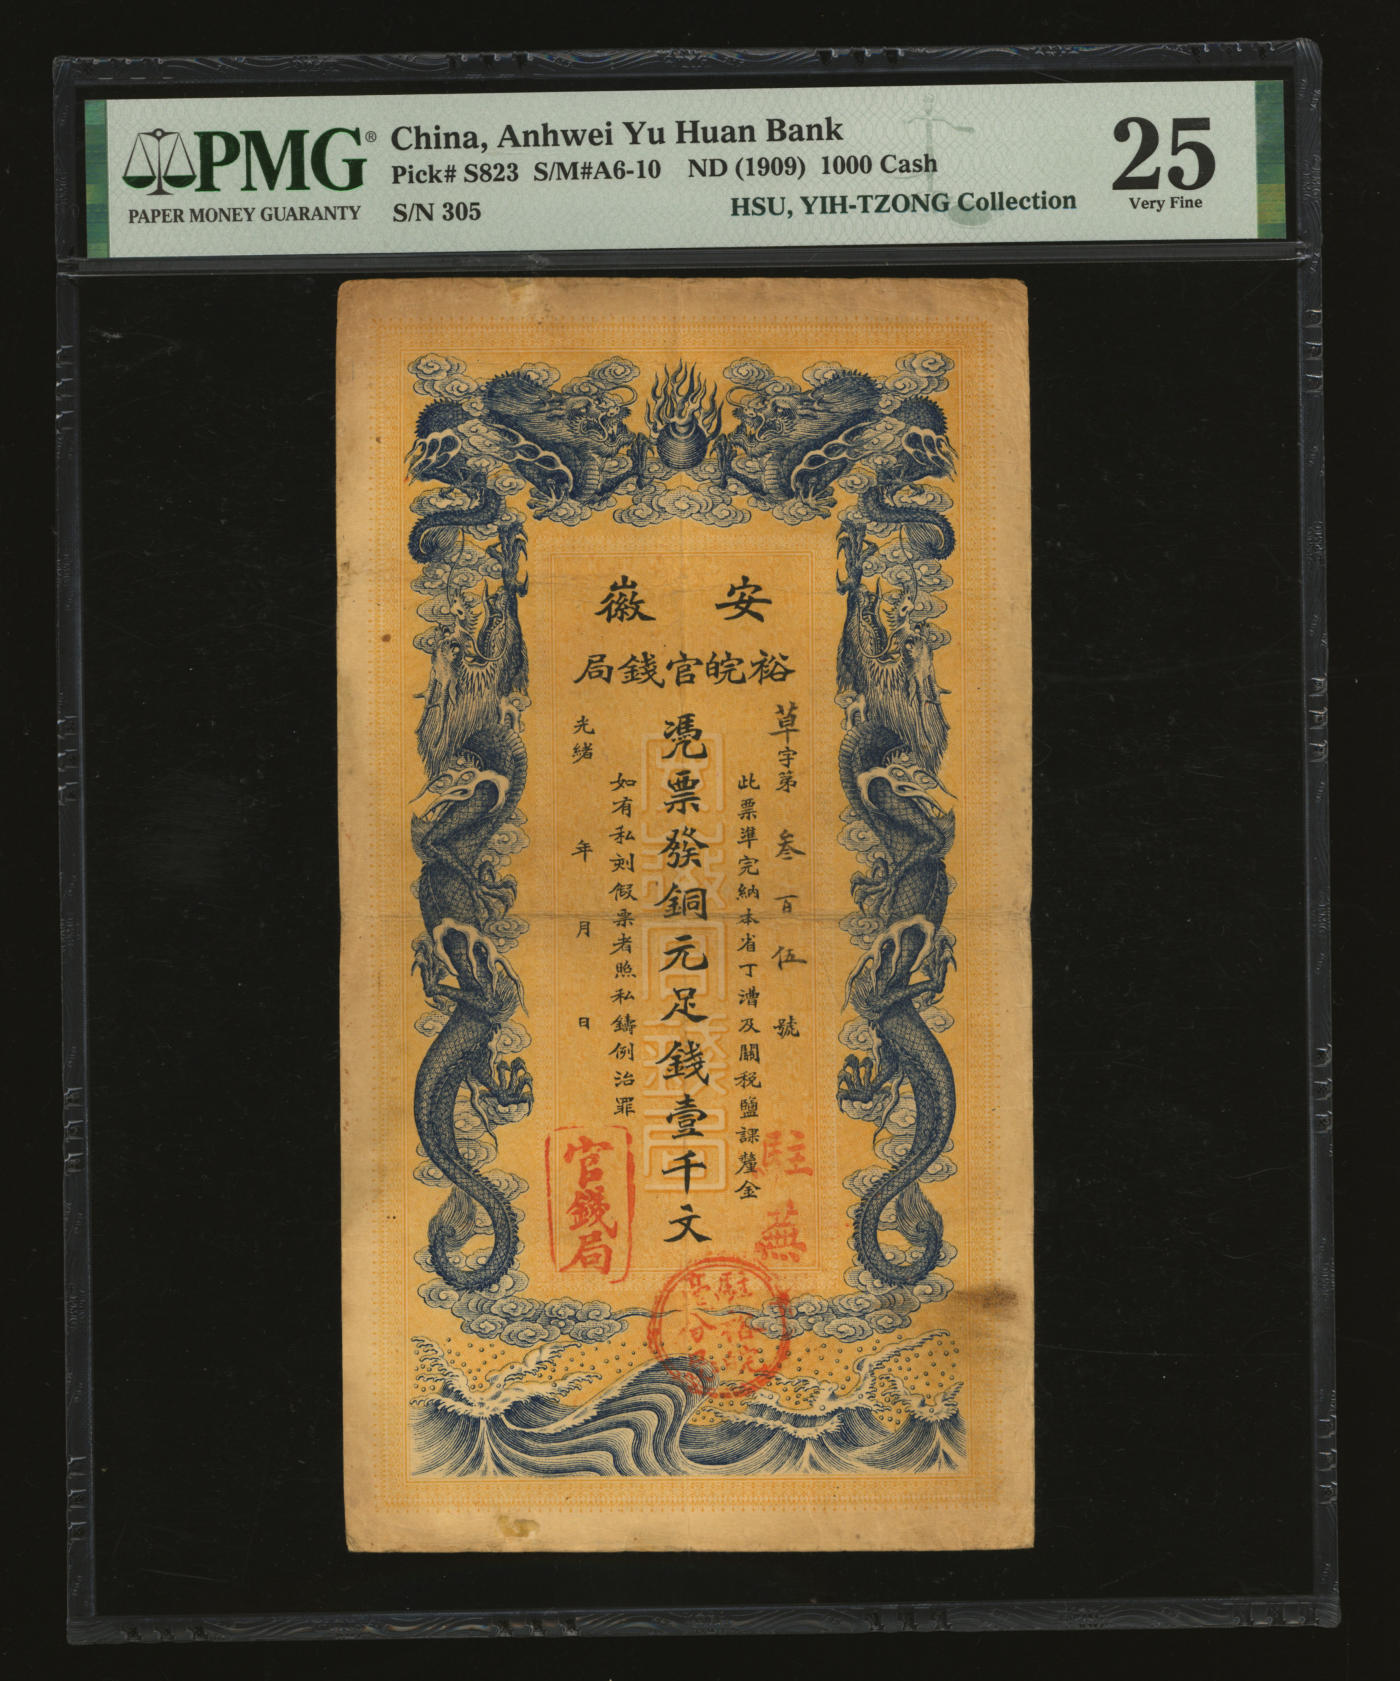 PMG®
PAPER MONEY GUARANTY
China, Anhwei Yu Huan Bank
Pick# S823 S/M#A6-10 ND (1909) 1000 Cash
S/N 305
HSU, YIH-TZONG Collection
25
Very Fine
安徽
裕皖官錢局
草字第叁百伍號
此票準完納本省丁漕及關稅鹽課釐金
憑票發銅元足錢壹千文
如有私刻假票者照私鑄例治罪
光緒 年 月 日
駐蕪
官錢局